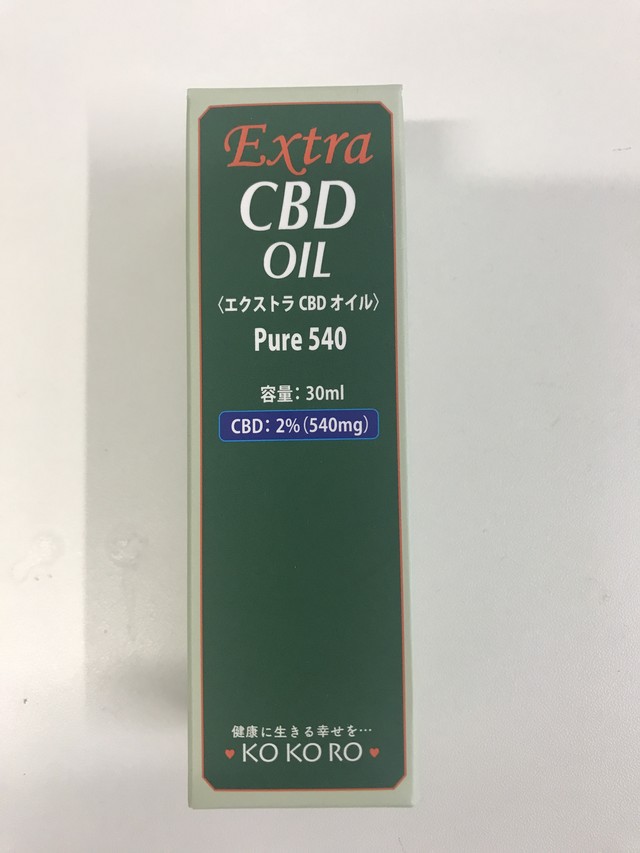 Extra
CBD
OIL
〈エクストラ CBD オイル〉
Pure 540
容量：30ml
CBD：2%（540mg）
健康に生きる幸せを…
♥ KO KO RO ♥